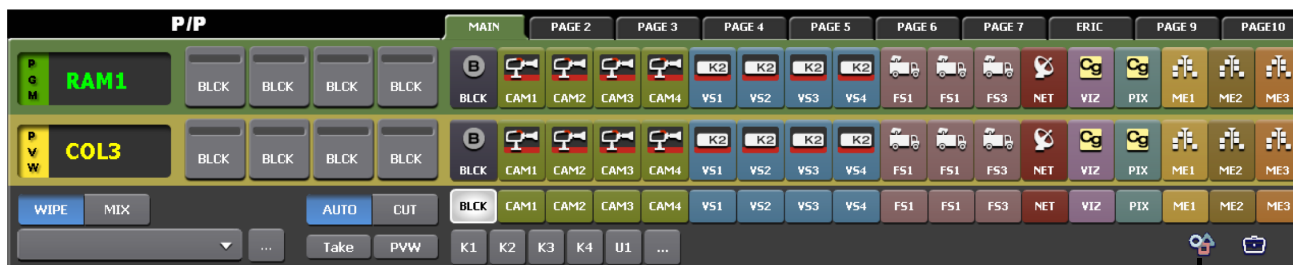 P/P MAIN PAGE 2 PAGE 3 PAGE 4 PAGE 5 PAGE 6 PAGE 7 ERIC PAGE 9 PAGE10
PGM RAM1 BLCK BLCK BLCK BLCK B K2 K2 K2 K2 Cg Cg
BLCK CAM1 CAM2 CAM3 CAM4 VS1 VS2 VS3 VS4 FS1 FS1 FS3 NET VIZ PIX ME1 ME2 ME3
PVW COL3 BLCK BLCK BLCK BLCK B K2 K2 K2 K2 Cg Cg
BLCK CAM1 CAM2 CAM3 CAM4 VS1 VS2 VS3 VS4 FS1 FS1 FS3 NET VIZ PIX ME1 ME2 ME3
WIPE MIX AUTO CUT BLCK CAM1 CAM2 CAM3 CAM4 VS1 VS2 VS3 VS4 FS1 FS1 FS3 NET VIZ PIX ME1 ME2 ME3
... Take PVW K1 K2 K3 K4 U1 ...